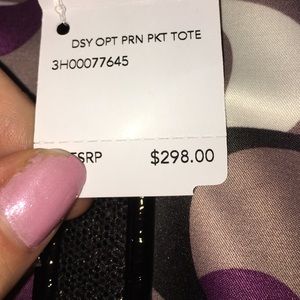 DSY OPT PRN PKT TOTE
3H00077645
SRP $298.00